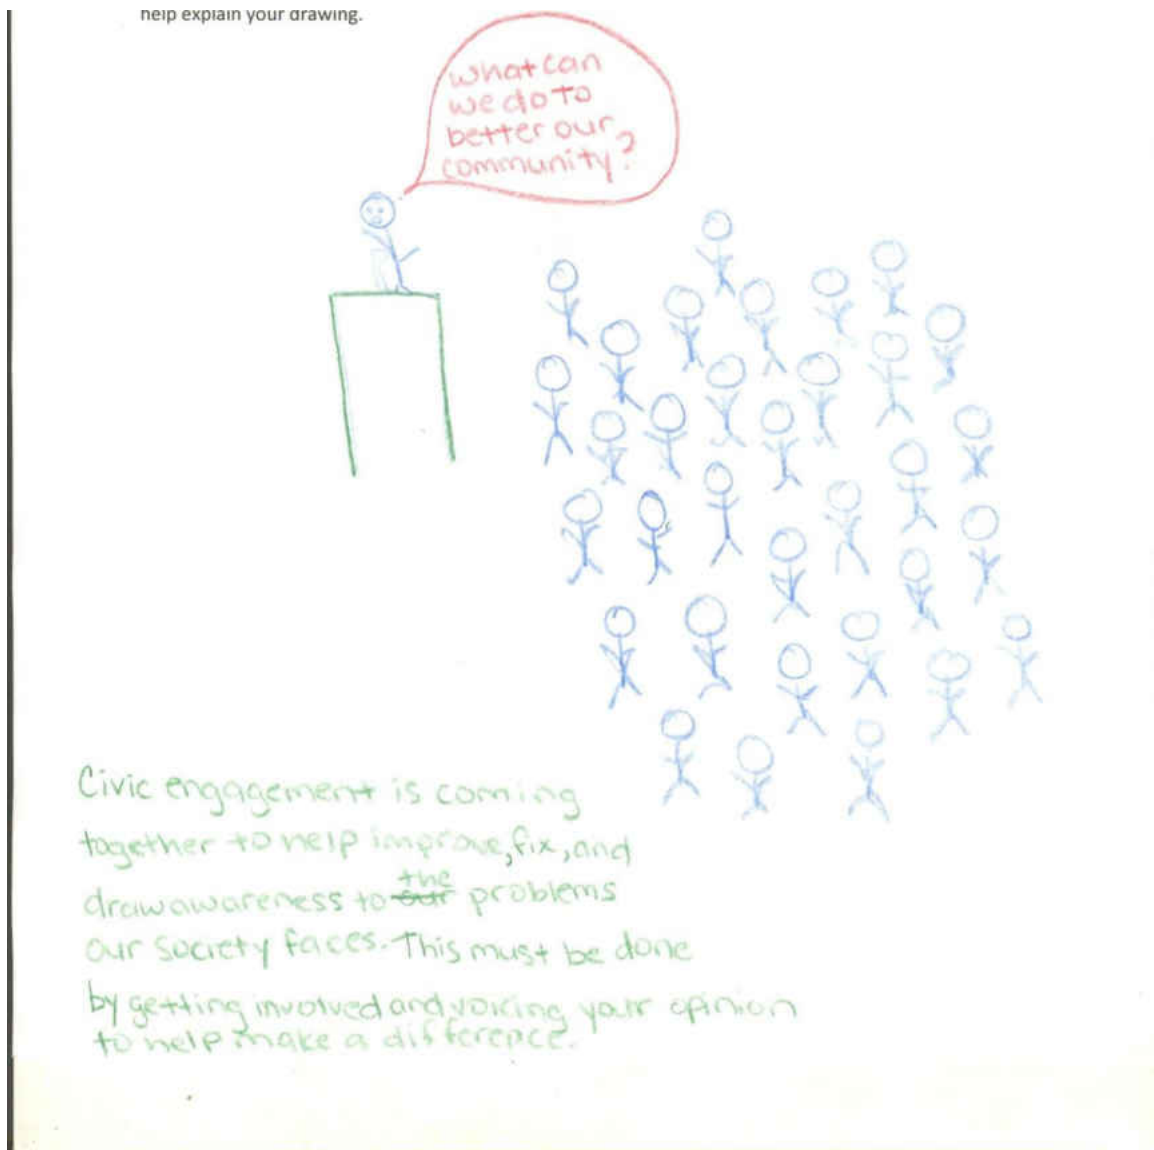 help explain your drawing.
what can
we do to
better our
community?
Civic engagement is coming
together to help improve, fix, and
the
draw awareness to our problems
our society faces. This must be done
by getting involved and voicing your opinion
to help make a difference.